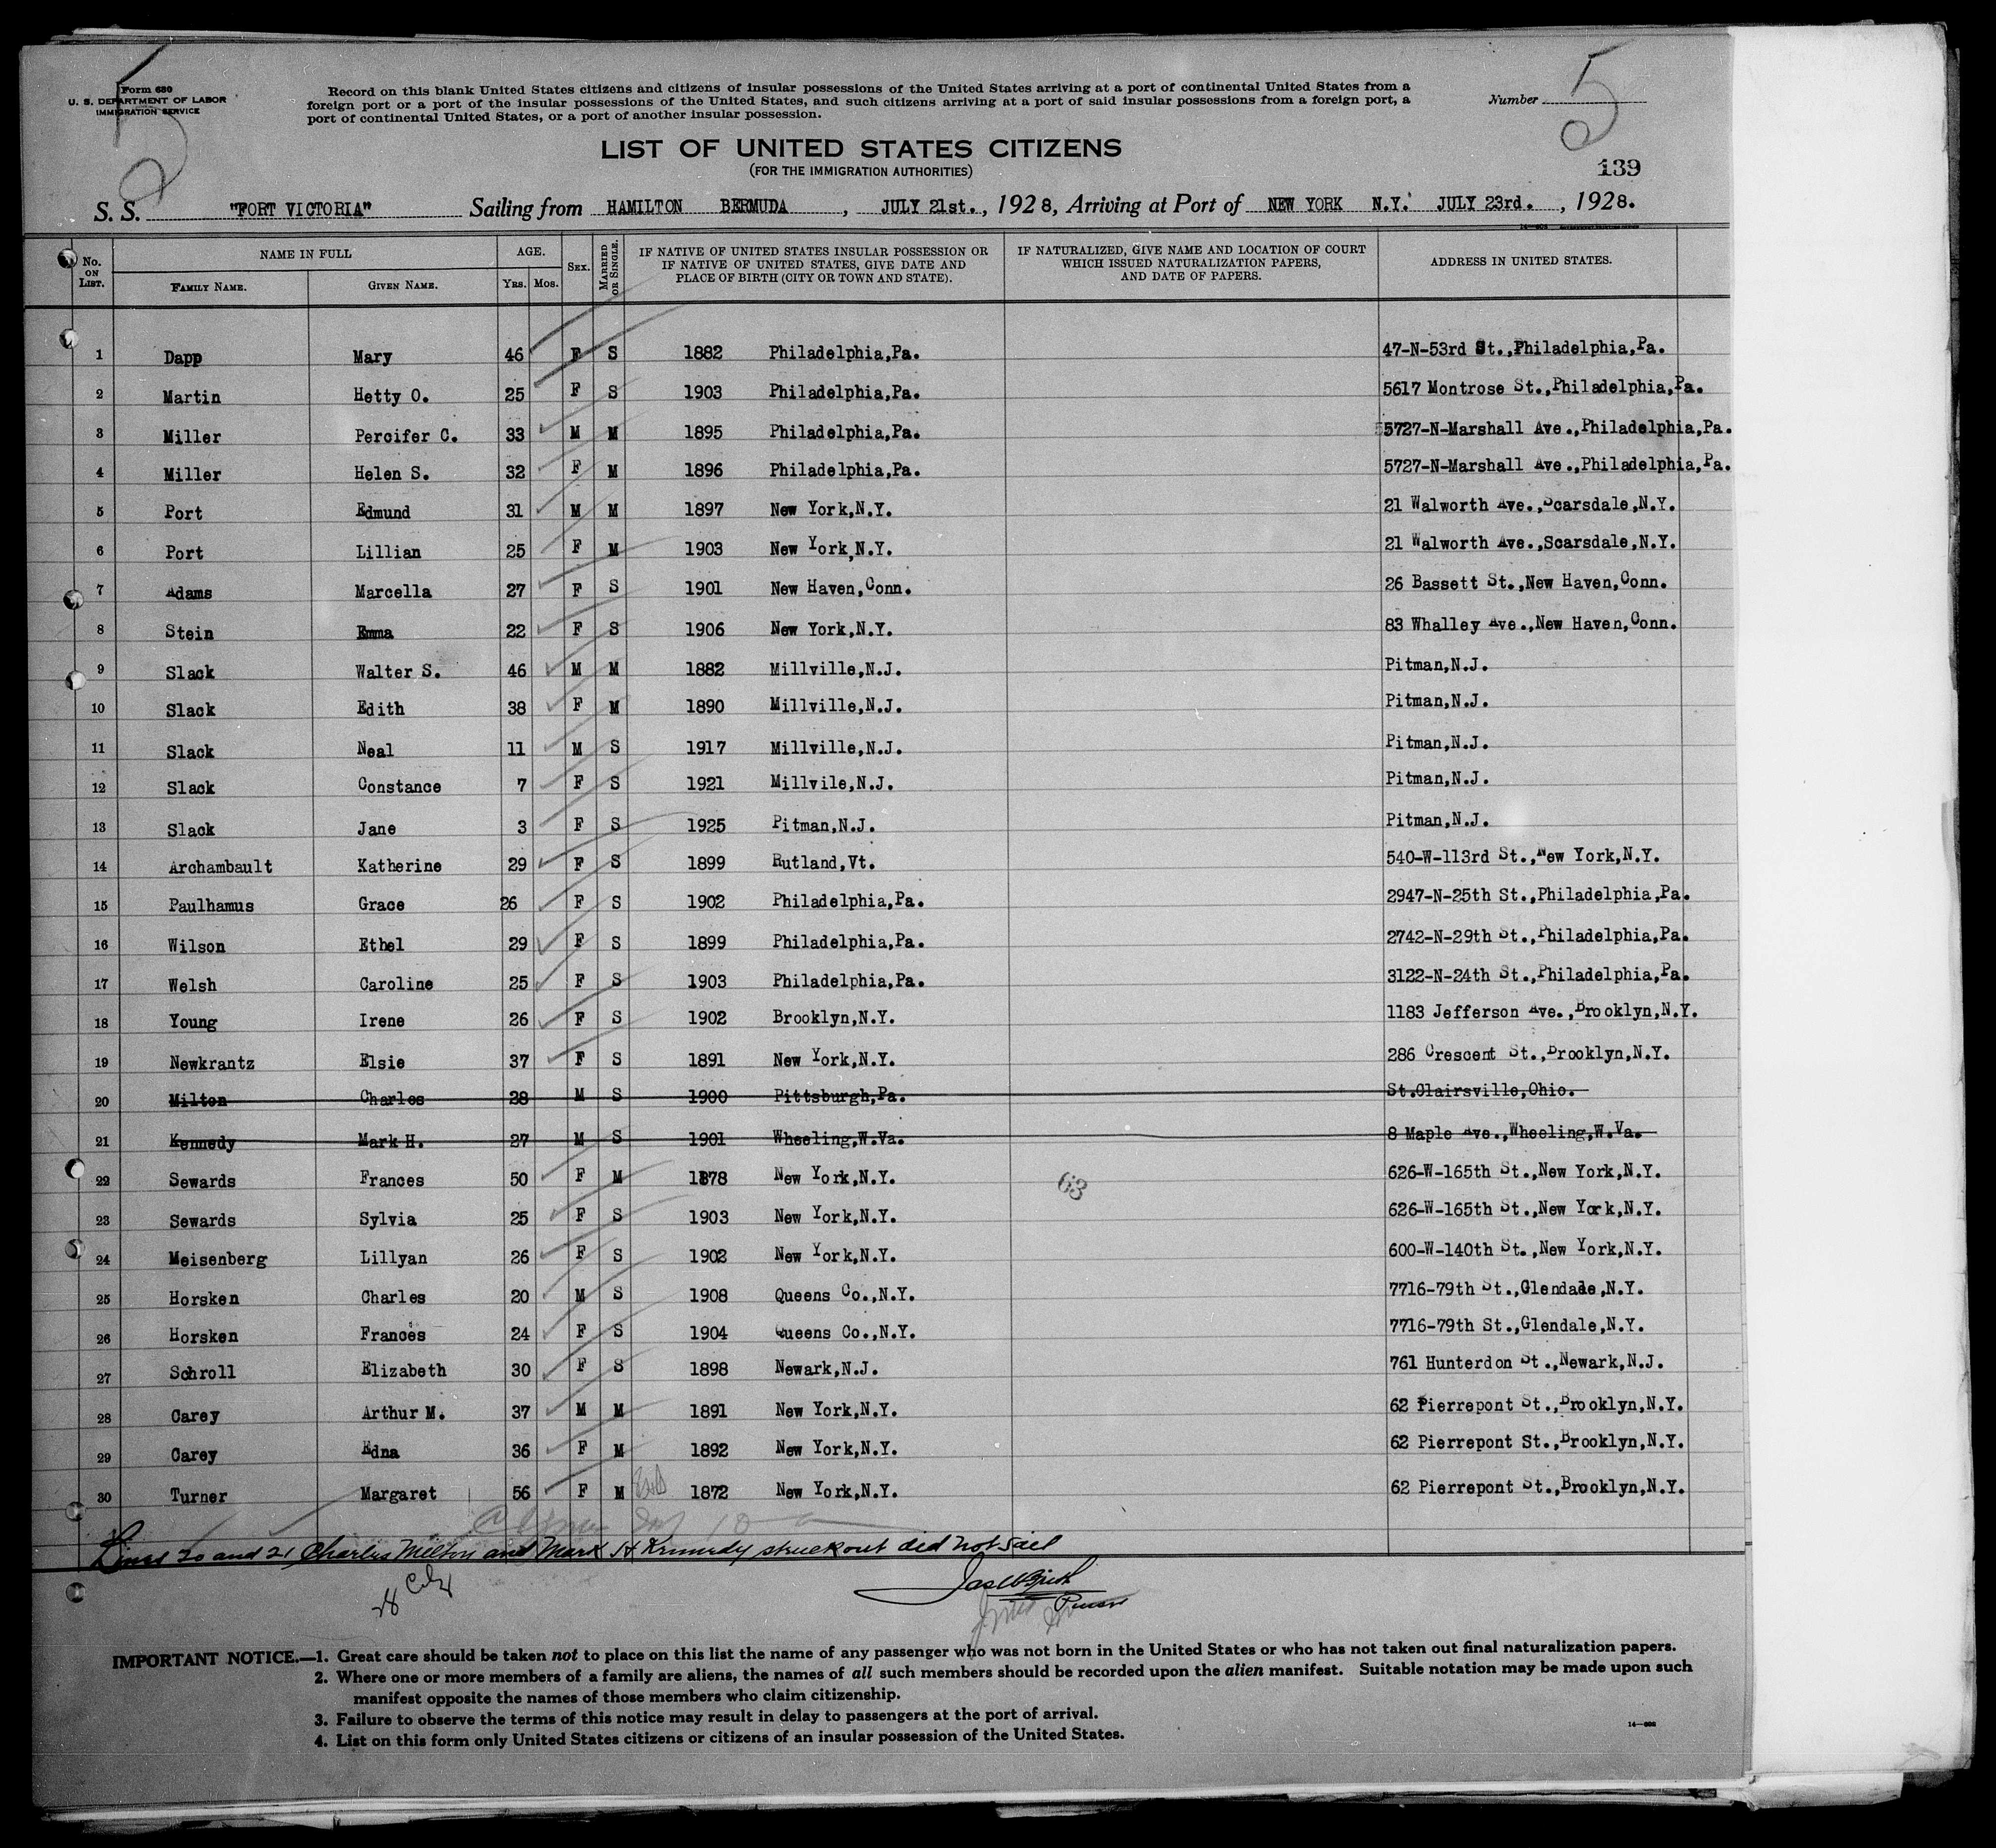 5
5
Form 630
U. S. DEPARTMENT OF LABOR
IMMIGRATION SERVICE
Record on this blank United States citizens and citizens of insular possessions of the United States arriving at a port of continental United States from a
foreign port or a port of the insular possessions of the United States, and such citizens arriving at a port of said insular possessions from a foreign port, a
port of continental United States, or a port of another insular possession.
Number
LIST OF UNITED STATES CITIZENS
(FOR THE IMMIGRATION AUTHORITIES)
139
S. S. "FORT VICTORIA" Sailing from HAMILTON BERMUDA, JULY 21st., 1928, Arriving at Port of NEW YORK N.Y. JULY 23rd., 1928.
No. ON LIST. NAME IN FULL FAMILY NAME. GIVEN NAME. AGE. YRS. MOS. SEX. MARRIED OR SINGLE. IF NATIVE OF UNITED STATES INSULAR POSSESSION OR IF NATIVE OF UNITED STATES, GIVE DATE AND PLACE OF BIRTH (CITY OR TOWN AND STATE). IF NATURALIZED, GIVE NAME AND LOCATION OF COURT WHICH ISSUED NATURALIZATION PAPERS, AND DATE OF PAPERS. ADDRESS IN UNITED STATES.
1 Dapp Mary 46 F S 1882 Philadelphia,Pa. 47-N-53rd St.,Philadelphia,Pa.
2 Martin Hetty O. 25 F S 1903 Philadelphia,Pa. 5617 Montrose St.,Philadelphia,Pa.
3 Miller Percifer C. 33 M M 1895 Philadelphia,Pa. 5727-N-Marshall Ave.,Philadelphia,Pa.
4 Miller Helen S. 32 F M 1896 Philadelphia,Pa. 5727-N-Marshall Ave.,Philadelphia,Pa.
5 Port Edmund 31 M M 1897 New York,N.Y. 21 Walworth Ave.,Scarsdale,N.Y.
6 Port Lillian 25 F M 1903 New York,N.Y. 21 Walworth Ave.,Scarsdale,N.Y.
7 Adams Marcella 27 F S 1901 New Haven,Conn. 26 Bassett St.,New Haven,Conn.
8 Stein Emma 22 F S 1906 New York,N.Y. 83 Whalley Ave.,New Haven,Conn.
9 Slack Walter S. 46 M M 1882 Millville,N.J. Pitman,N.J.
10 Slack Edith 38 F M 1890 Millville,N.J. Pitman,N.J.
11 Slack Neal 11 M S 1917 Millville,N.J. Pitman,N.J.
12 Slack Constance 7 F S 1921 Millvile,N.J. Pitman,N.J.
13 Slack Jane 3 F S 1925 Pitman,N.J. Pitman,N.J.
14 Archambault Katherine 29 F S 1899 Rutland,Vt. 540-W-113rd St.,New York,N.Y.
15 Paulhamus Grace 26 F S 1902 Philadelphia,Pa. 2947-N-25th St.,Philadelphia,Pa.
16 Wilson Ethel 29 F S 1899 Philadelphia,Pa. 2742-N-29th St.,Philadelphia,Pa.
17 Welsh Caroline 25 F S 1903 Philadelphia,Pa. 3122-N-24th St.,Philadelphia,Pa.
18 Young Irene 26 F S 1902 Brooklyn,N.Y. 1183 Jefferson Ave.,Brooklyn,N.Y.
19 Newkrantz Elsie 37 F S 1891 New York,N.Y. 286 Crescent St.,Brooklyn,N.Y.
20 Milton Charles 28 M S 1900 Pittsburgh,Pa. St.Clairsville,Ohio.
21 Kennedy Mark H. 27 M S 1901 Wheeling,W.Va. 8 Maple Ave.,Wheeling,W.Va.
22 Sewards Frances 50 F M 1878 New York,N.Y. 63 626-W-165th St.,New York,N.Y.
23 Sewards Sylvia 25 F S 1903 New York,N.Y. 626-W-165th St.,New York,N.Y.
24 Meisenberg Lillyan 26 F S 1902 New York,N.Y. 600-W-140th St.,New York,N.Y.
25 Horsken Charles 20 M S 1908 Queens Co.,N.Y. 7716-79th St.,Glendale,N.Y.
26 Horsken Frances 24 F S 1904 Queens Co.,N.Y. 7716-79th St.,Glendale,N.Y.
27 Schroll Elizabeth 30 F S 1898 Newark,N.J. 761 Hunterdon St.,Newark,N.J.
28 Carey Arthur M. 37 M M 1891 New York,N.Y. 62 Pierrepont St.,Brooklyn,N.Y.
29 Carey Edna 36 F M 1892 New York,N.Y. 62 Pierrepont St.,Brooklyn,N.Y.
30 Turner Margaret 56 F M 1872 New York,N.Y. 62 Pierrepont St.,Brooklyn,N.Y.
Lines 20 and 21, Charles Milton and Mark H Kennedy struck out did not sail
28
Purser
IMPORTANT NOTICE.—1. Great care should be taken not to place on this list the name of any passenger who was not born in the United States or who has not taken out final naturalization papers.
2. Where one or more members of a family are aliens, the names of all such members should be recorded upon the alien manifest. Suitable notation may be made upon such
manifest opposite the names of those members who claim citizenship.
3. Failure to observe the terms of this notice may result in delay to passengers at the port of arrival.
4. List on this form only United States citizens or citizens of an insular possession of the United States.